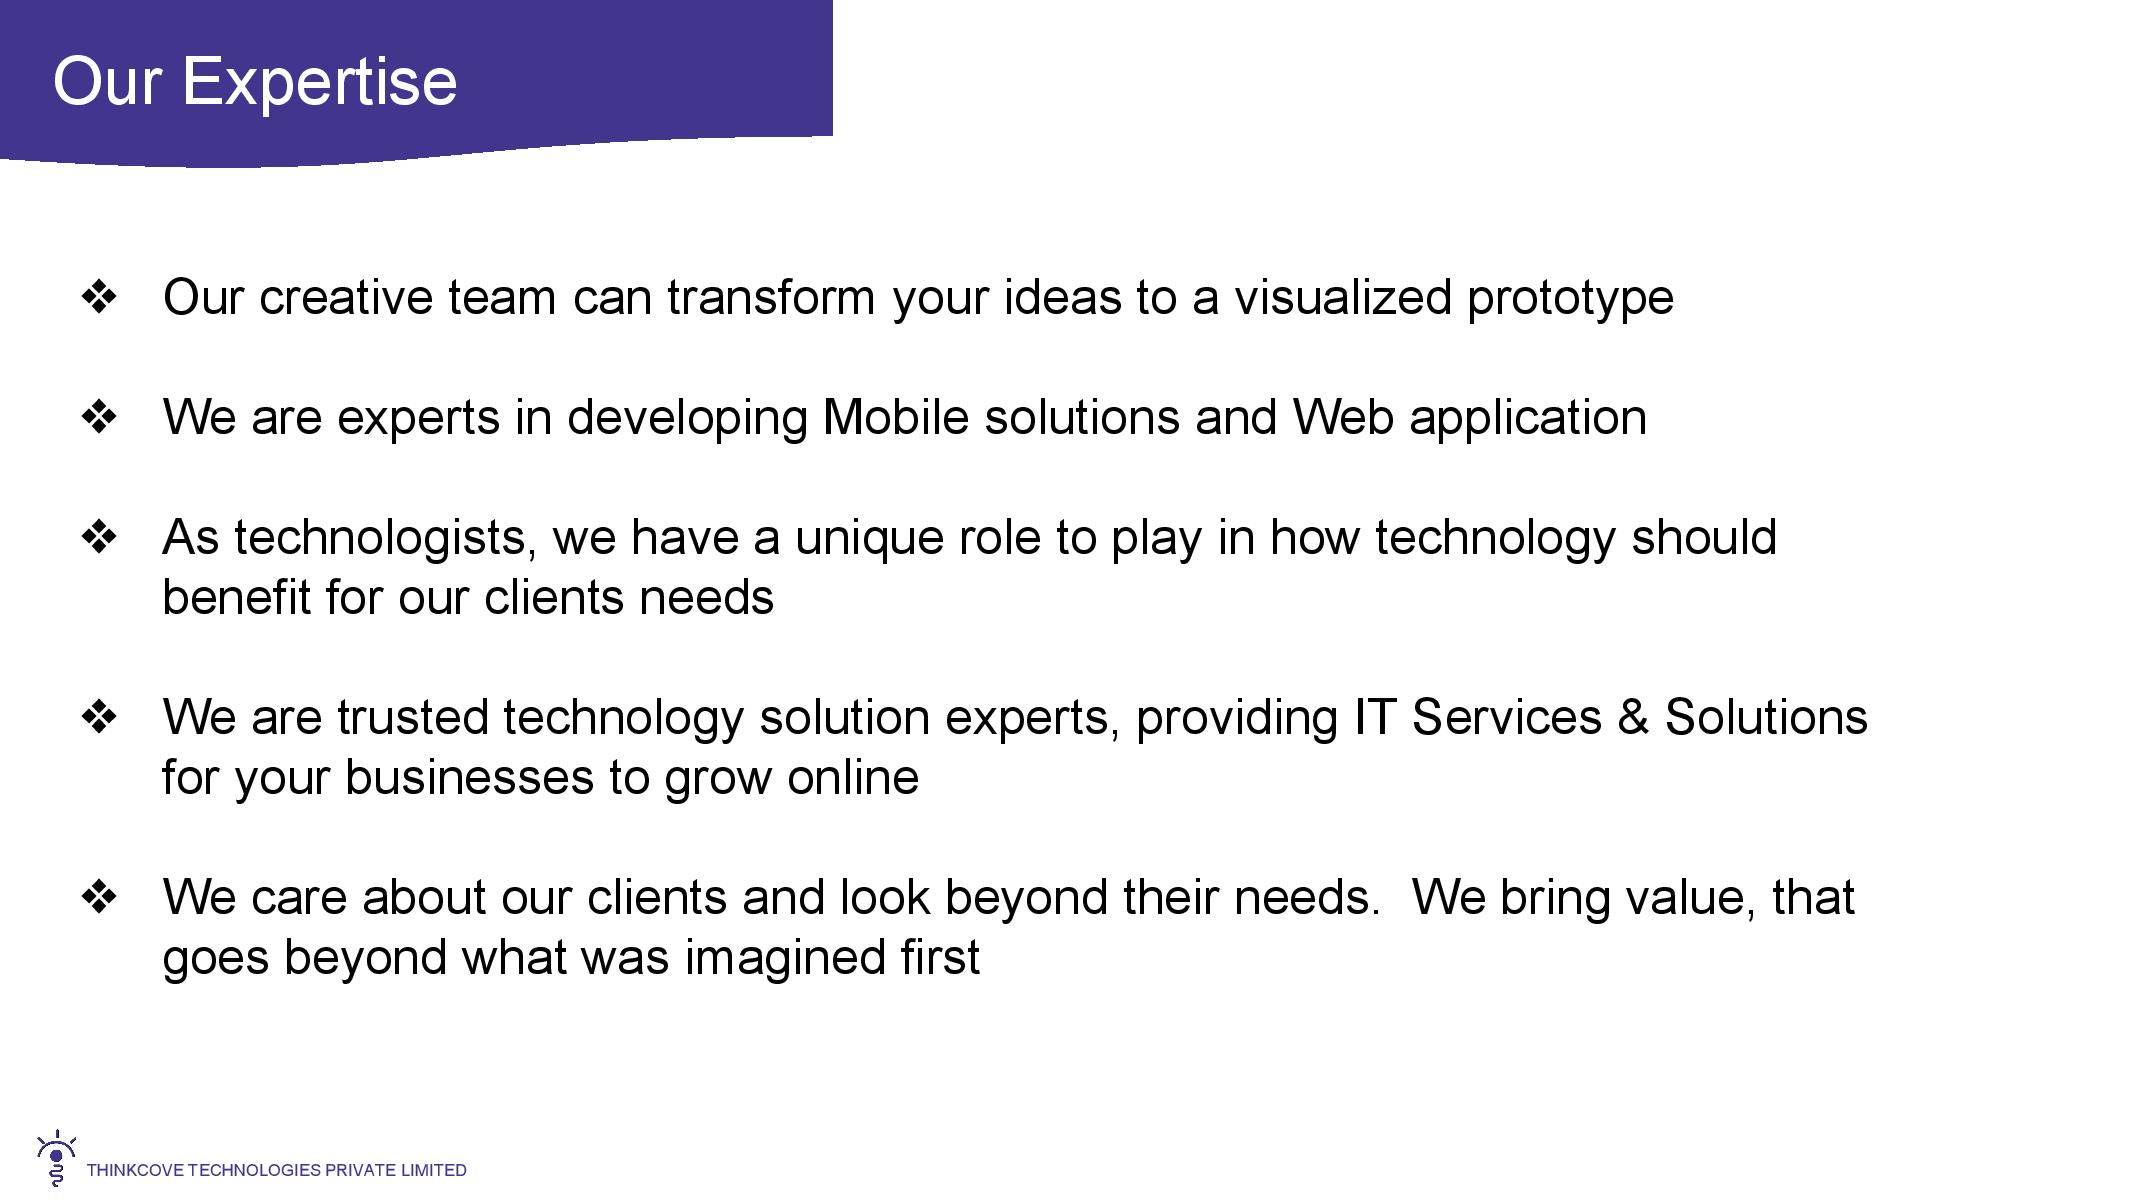 Our Expertise
❖ Our creative team can transform your ideas to a visualized prototype
❖ We are experts in developing Mobile solutions and Web application
❖ As technologists, we have a unique role to play in how technology should
benefit for our clients needs
❖ We are trusted technology solution experts, providing IT Services & Solutions
for your businesses to grow online
❖ We care about our clients and look beyond their needs.  We bring value, that
goes beyond what was imagined first
THINKCOVE TECHNOLOGIES PRIVATE LIMITED